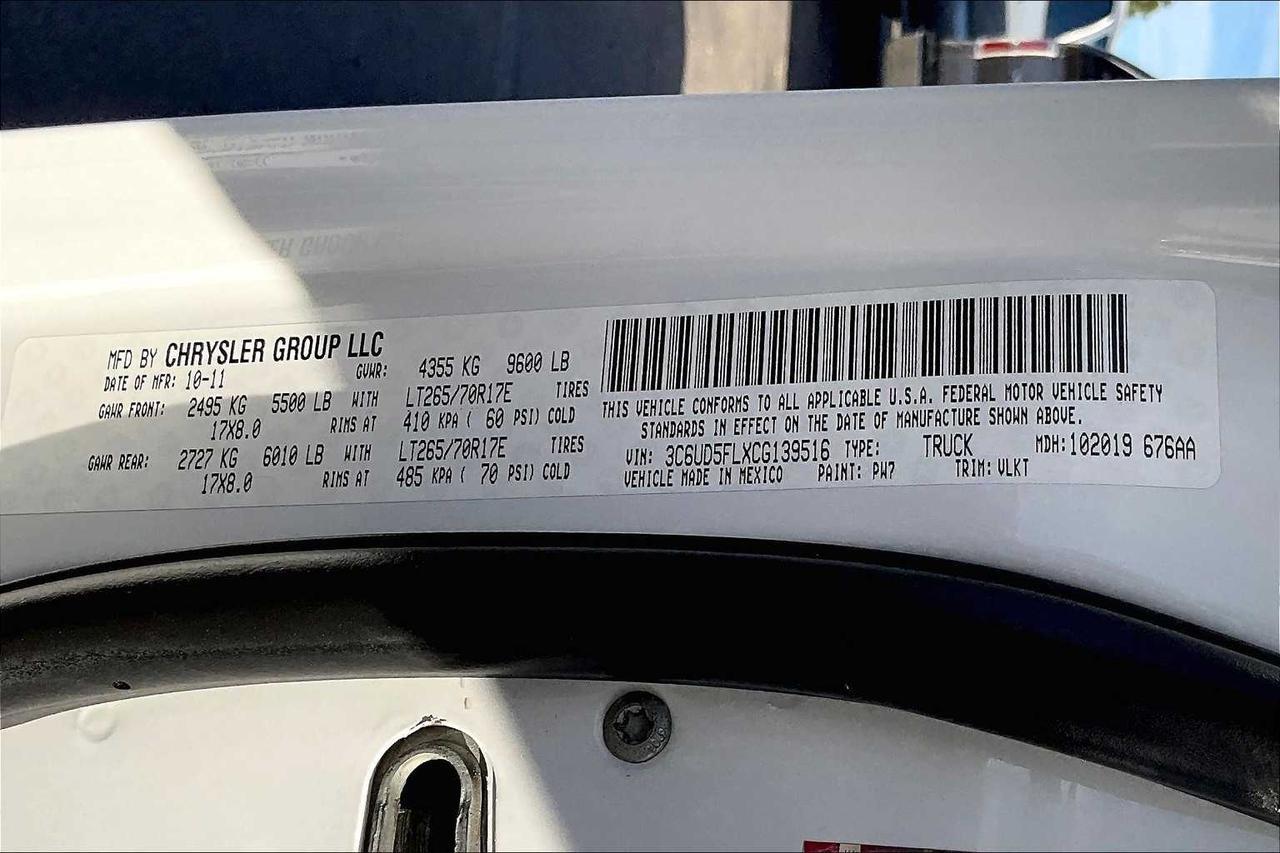 MFD BY CHRYSLER GROUP LLC
DATE OF MFR: 10-11 GVWR: 4355 KG 9600 LB
GAWR FRONT: 2495 KG 5500 LB WITH LT265/70R17E TIRES
17X8.0 RIMS AT 410 KPA ( 60 PSI) COLD
GAWR REAR: 2727 KG 6010 LB WITH LT265/70R17E TIRES
17X8.0 RIMS AT 485 KPA ( 70 PSI) COLD
THIS VEHICLE CONFORMS TO ALL APPLICABLE U.S.A. FEDERAL MOTOR VEHICLE SAFETY
STANDARDS IN EFFECT ON THE DATE OF MANUFACTURE SHOWN ABOVE.
VIN: 3C6UD5FLXCG139516 TYPE: TRUCK MDH:102019 676AA
VEHICLE MADE IN MEXICO PAINT: PW7 TRIM: VLKT